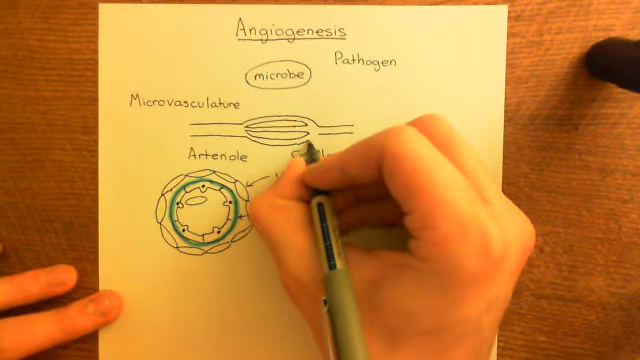 Angiogenesis
Pathogen
microbe
Microvasculature
Arteriole